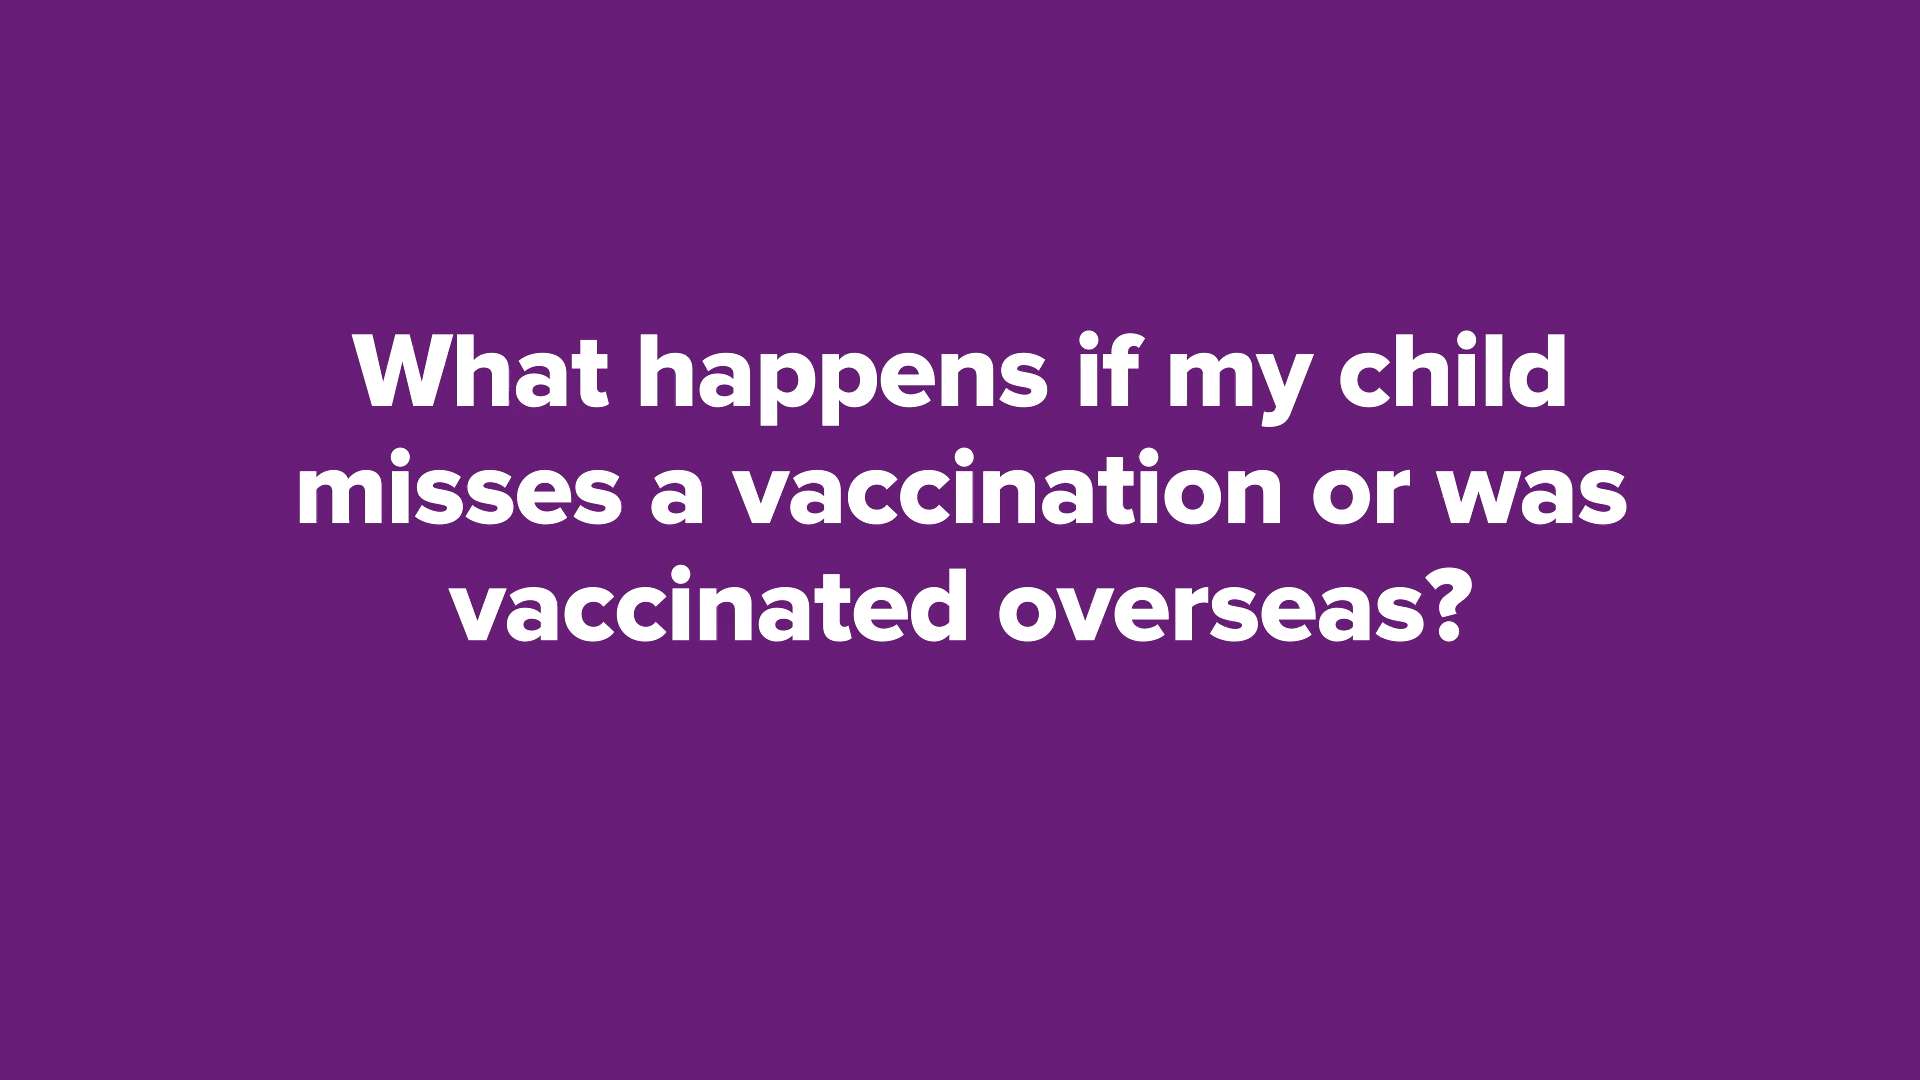 What happens if my child
misses a vaccination or was
vaccinated overseas?